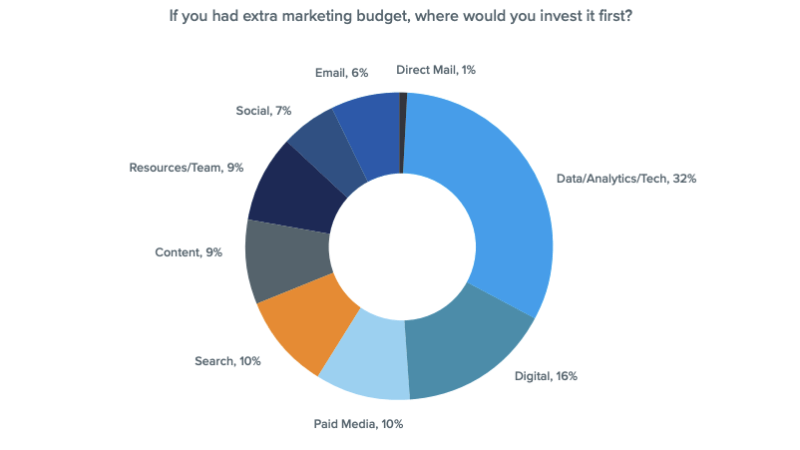 If you had extra marketing budget, where would you invest it first?
Direct Mail, 1%
Email, 6%
Social, 7%
Resources/Team, 9%
Data/Analytics/Tech, 32%
Content, 9%
Search, 10%
Digital, 16%
Paid Media, 10%